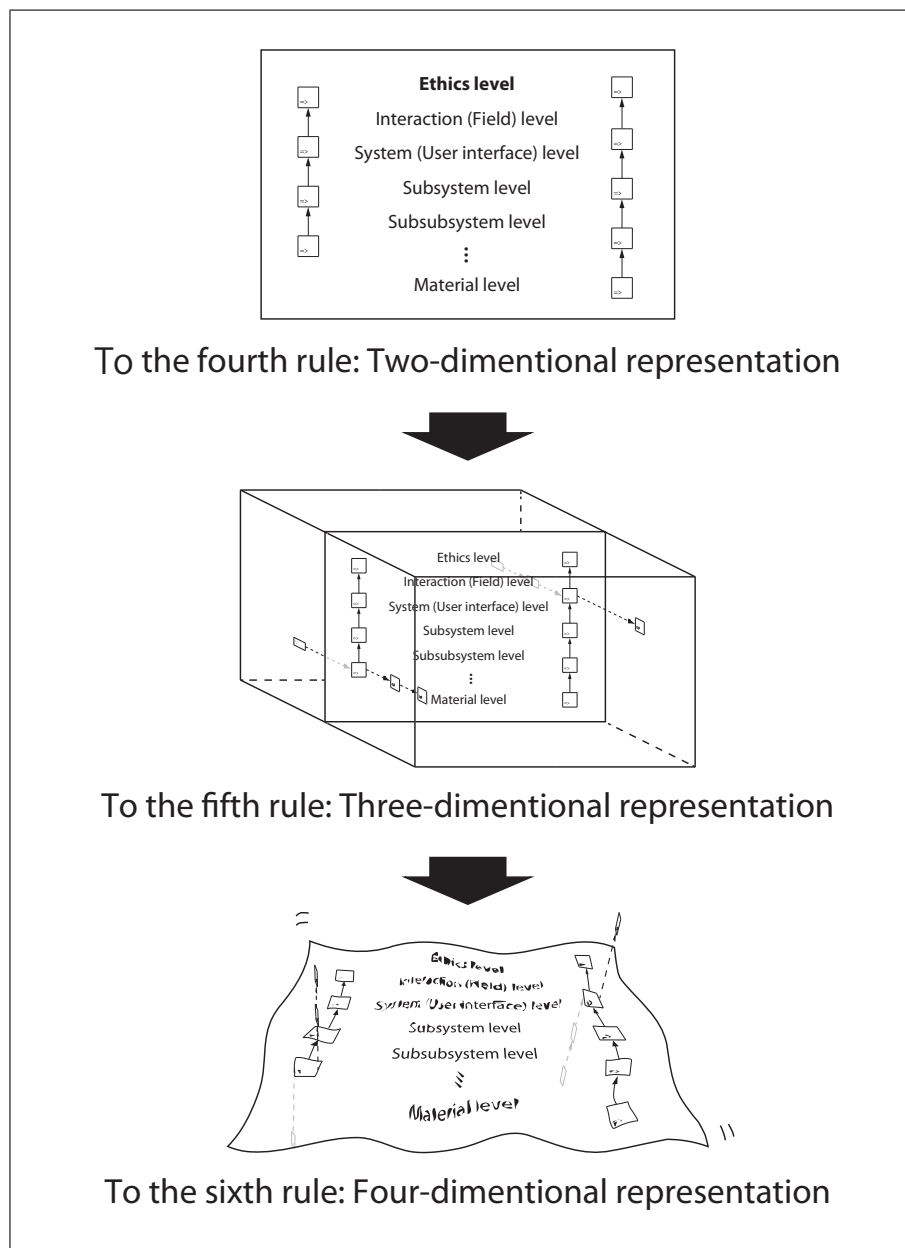 Ethics level
Interaction (Field) level
System (User interface) level
Subsystem level
Subsubsystem level
Material level
To the fourth rule: Two-dimentional representation
Ethics level
Interaction (Field) level
System (User interface) level
Subsystem level
Subsubsystem level
Material level
To the fifth rule: Three-dimentional representation
Ethics level
Interaction (Field) level
System (User interface) level
Subsystem level
Subsubsystem level
Material level
To the sixth rule: Four-dimentional representation